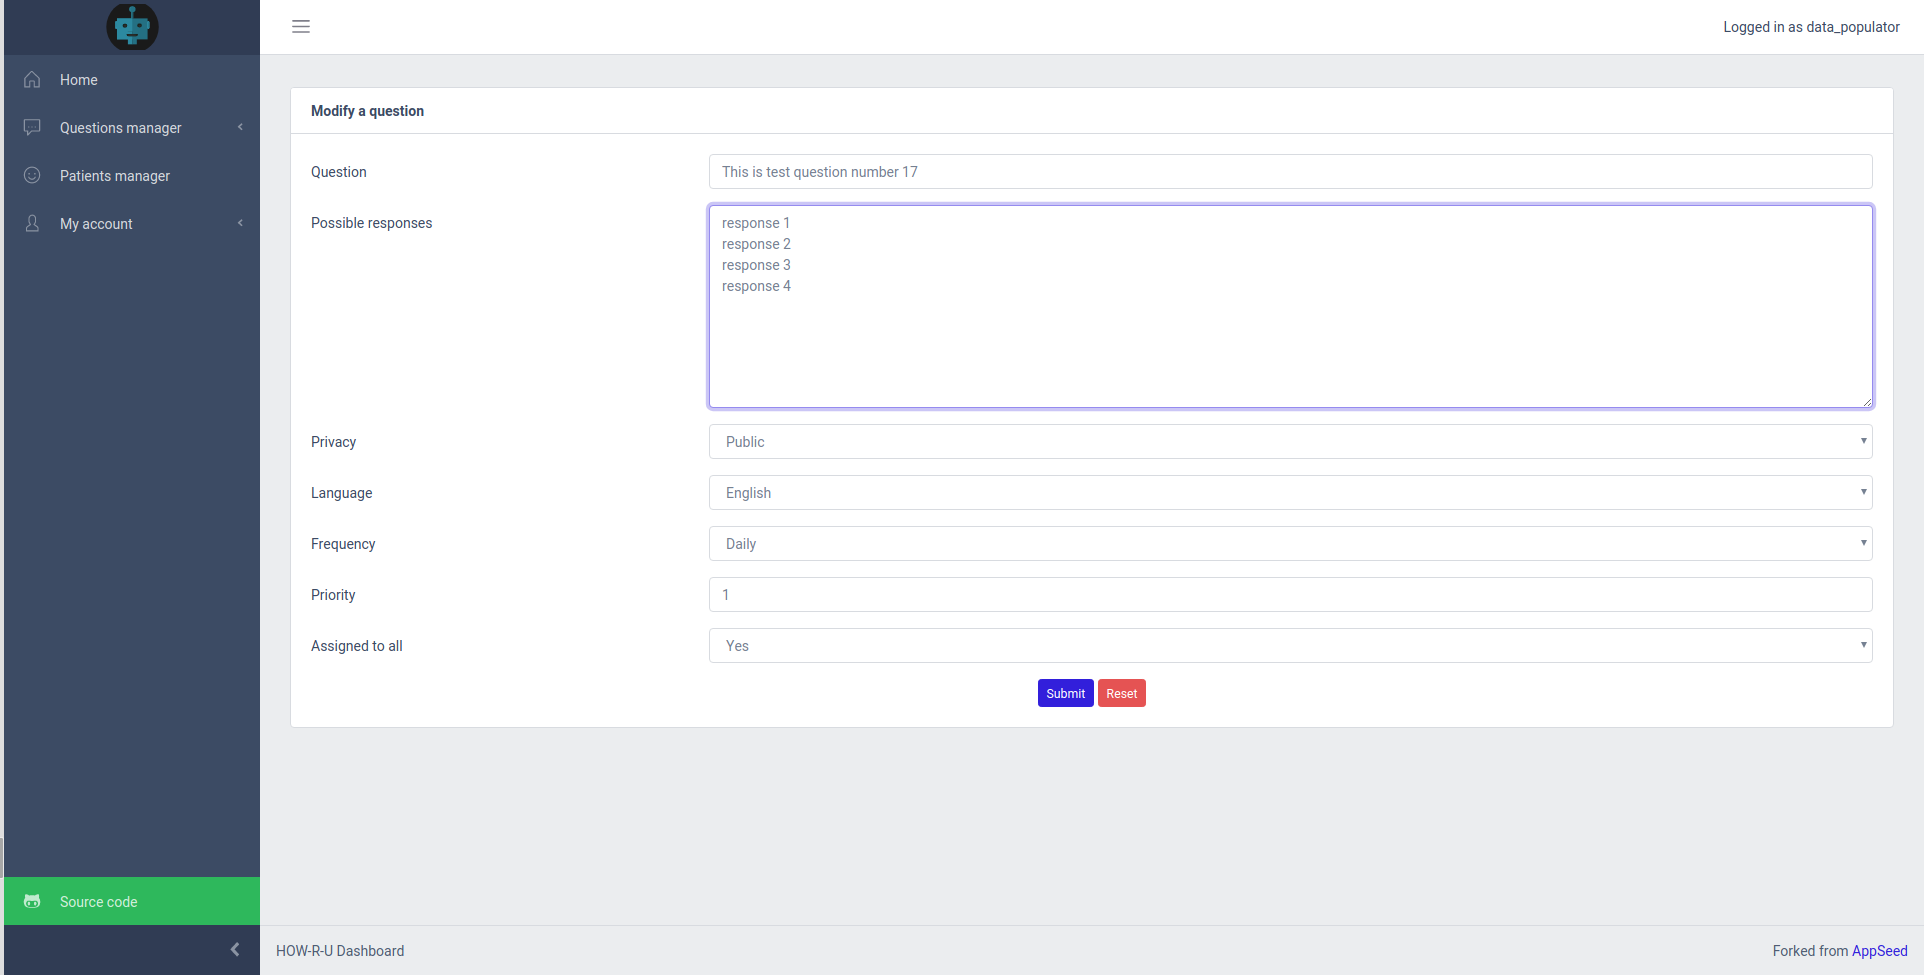 Logged in as data_populator
Home
Questions manager
Patients manager
My account
Modify a question
Question
This is test question number 17
Possible responses
response 1
response 2
response 3
response 4
Privacy
Public
Language
English
Frequency
Daily
Priority
1
Assigned to all
Yes
Submit Reset
Source code
HOW-R-U Dashboard
Forked from AppSeed